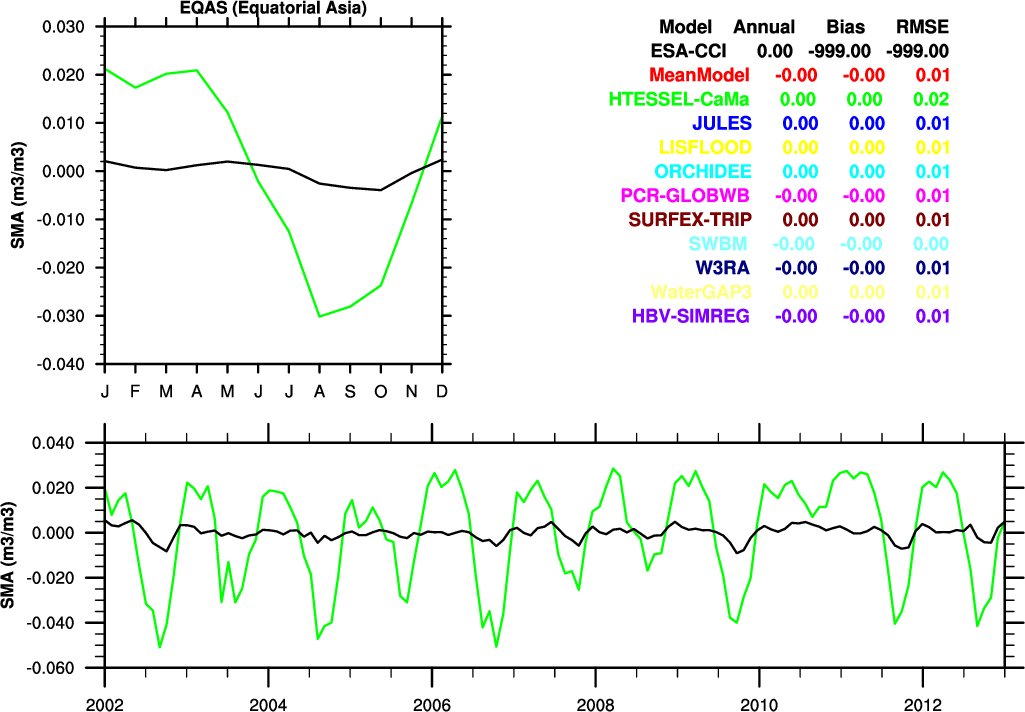 EQAS (Equatorial Asia)
0.030
0.020
0.010
0.000
-0.010
-0.020
-0.030
-0.040
SMA (m3/m3)
J F M A M J J A S O N D
Model Annual Bias RMSE
ESA-CCI 0.00 -999.00 -999.00
MeanModel -0.00 -0.00 0.01
HTESSEL-CaMa 0.00 0.00 0.02
JULES 0.00 0.00 0.01
LISFLOOD 0.00 0.00 0.01
ORCHIDEE 0.00 0.00 0.01
PCR-GLOBWB -0.00 -0.00 0.01
SURFEX-TRIP 0.00 0.00 0.01
SWBM -0.00 -0.00 0.00
W3RA -0.00 -0.00 0.01
WaterGAP3 0.00 0.00 0.01
HBV-SIMREG -0.00 -0.00 0.01
0.040
0.020
0.000
-0.020
-0.040
-0.060
SMA (m3/m3)
2002 2004 2006 2008 2010 2012